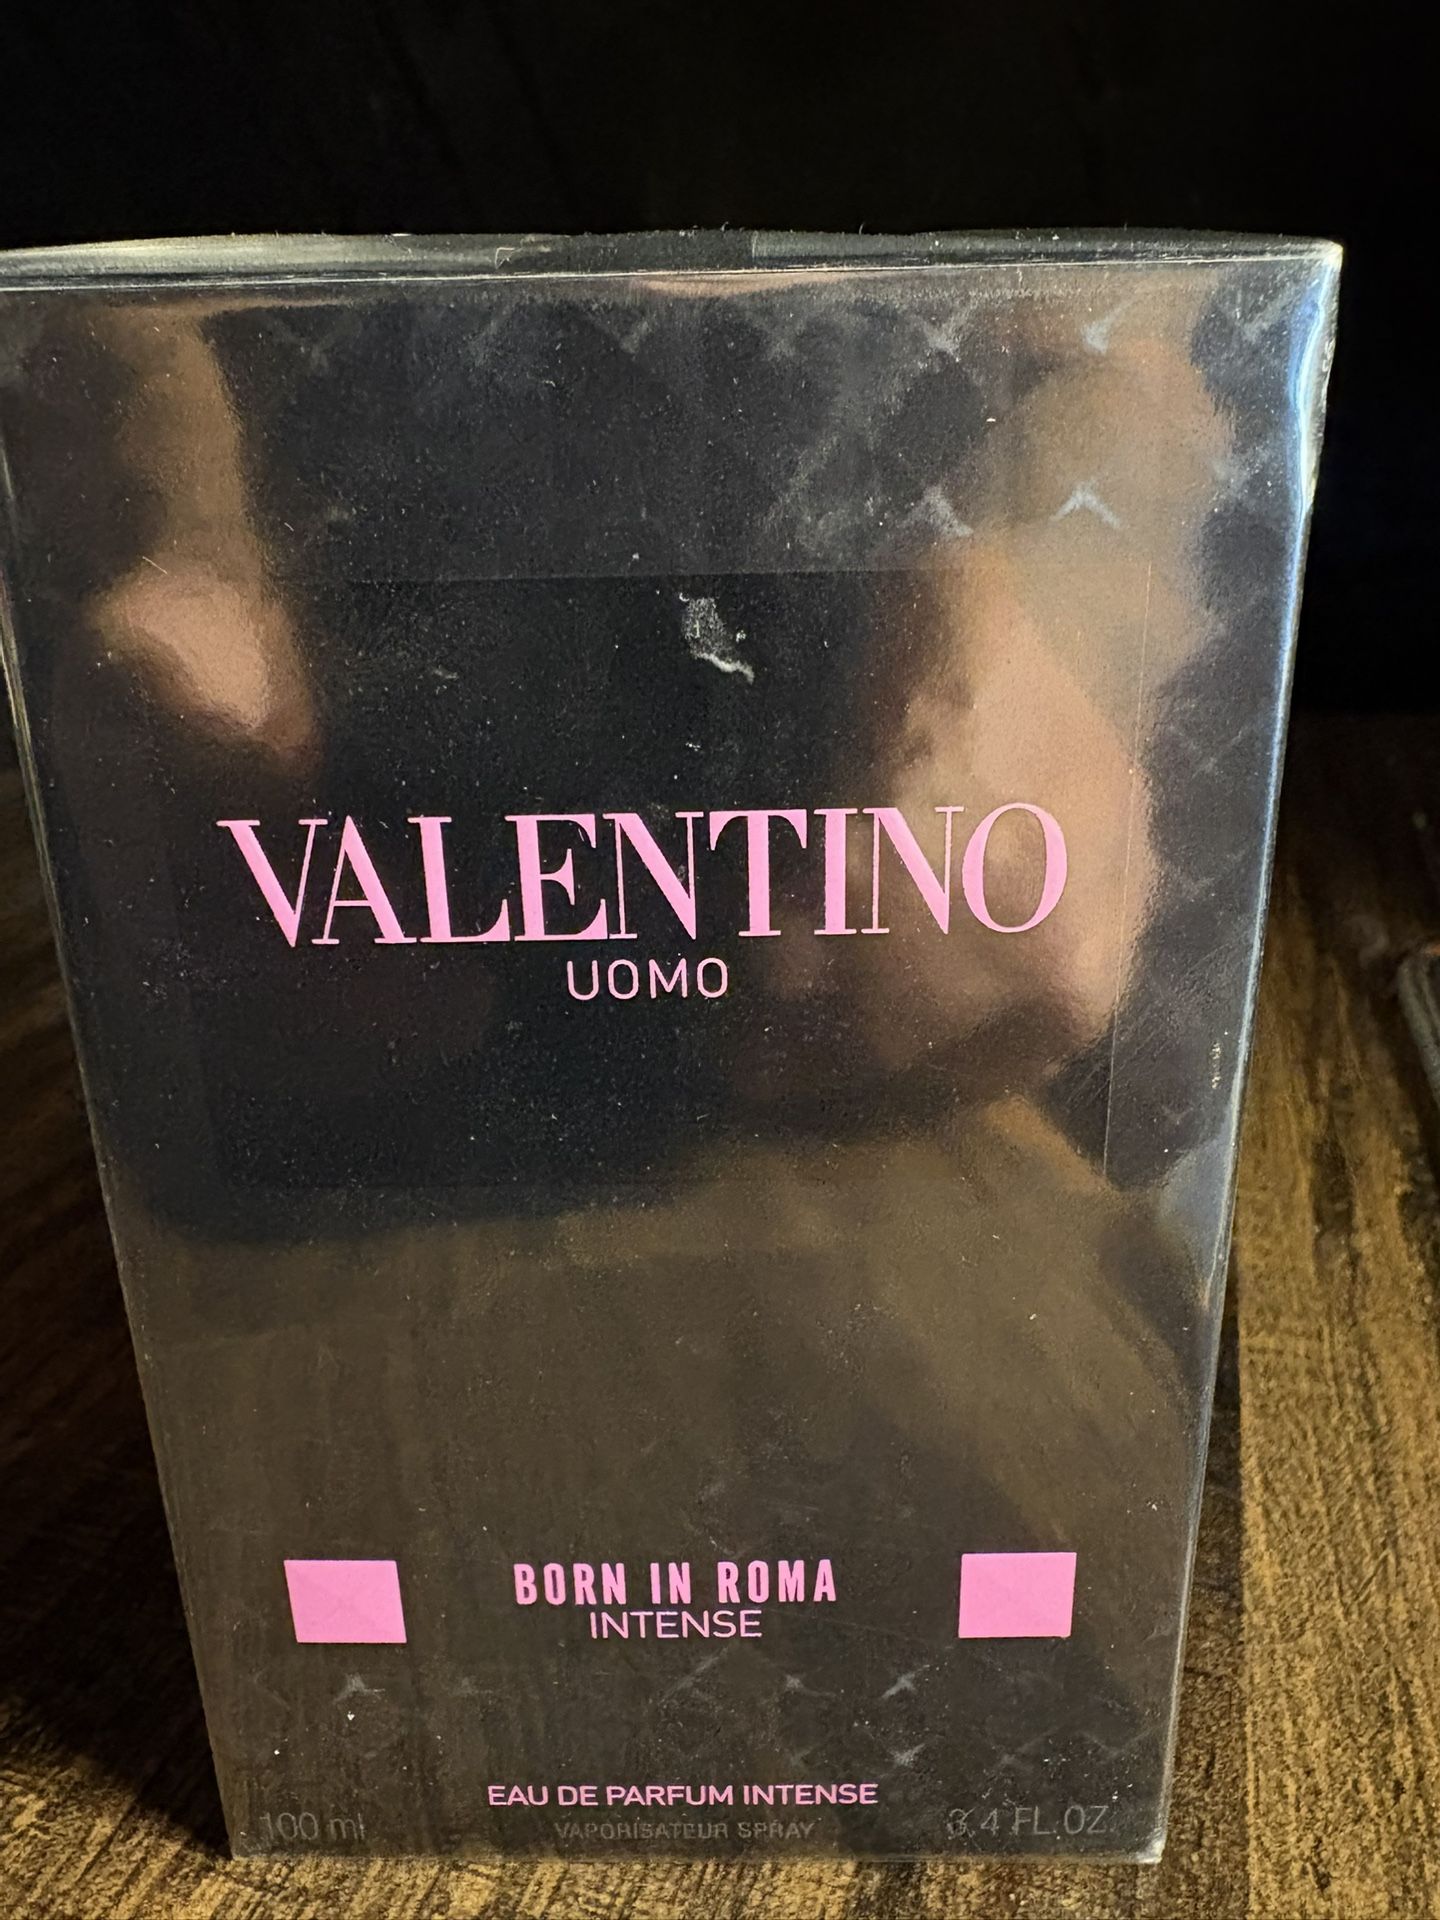 VALENTINO
UOMO
BORN IN ROMA
INTENSE
EAU DE PARFUM INTENSE
100 ml VAPORISATEUR SPRAY 3.4 FL.OZ.